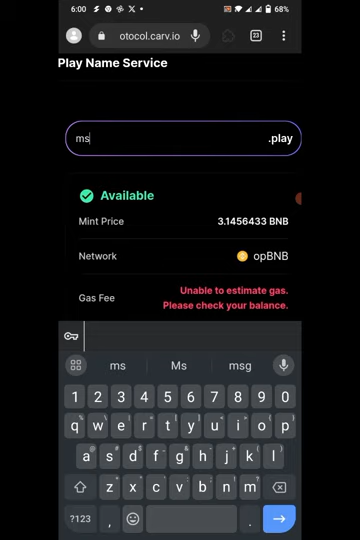 6:00 68%
otocol.carv.io 23
Play Name Service
ms .play
Available
Mint Price 3.1456433 BNB
Network opBNB
Gas Fee Unable to estimate gas.
Please check your balance.
ms Ms msg
1 2 3 4 5 6 7 8 9 0
q w e r t y u i o p
a s d f g h j k l
z x c v b n m
?123 , .